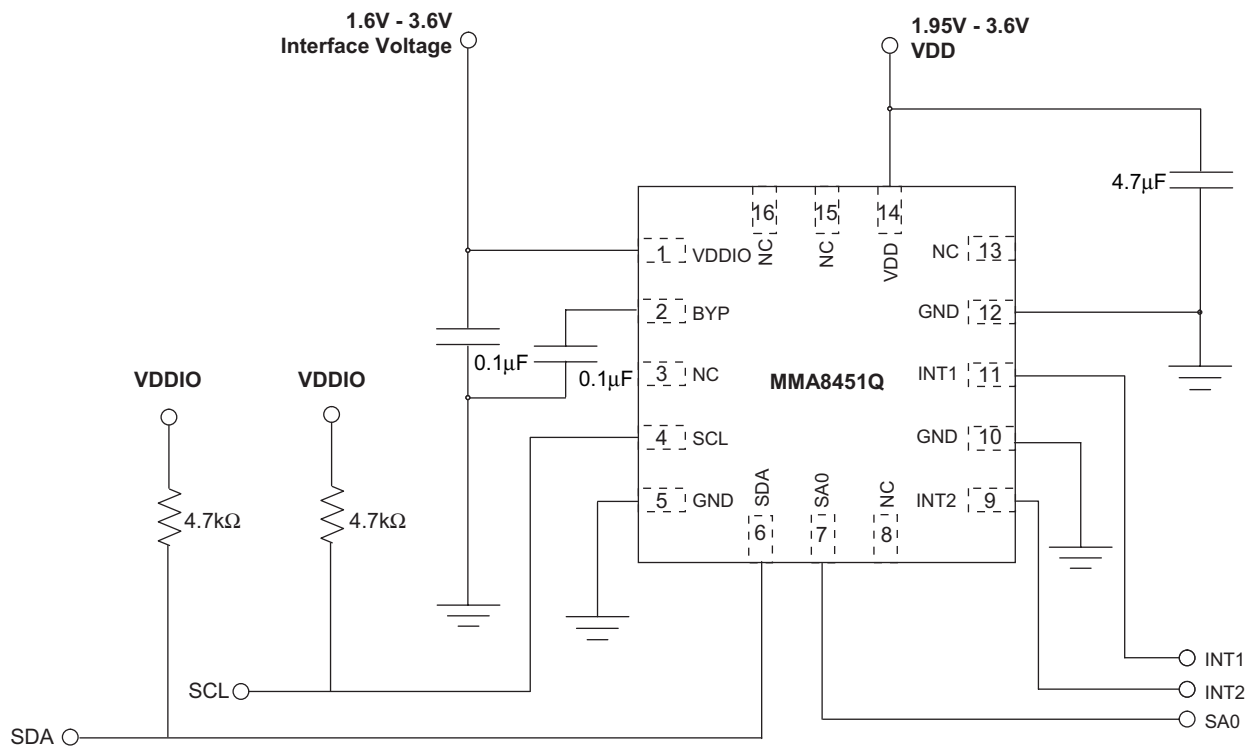 1.6V - 3.6V
Interface Voltage
1.95V - 3.6V
VDD
4.7μF
16
15
14
NC
NC
VDD
1
VDDIO
NC
13
2
BYP
GND
12
0.1μF
0.1μF
3
NC
MMA8451Q
INT1
11
VDDIO
VDDIO
4
SCL
GND
10
5
GND
SDA
SA0
NC
INT2
9
4.7kΩ
4.7kΩ
6
7
8
INT1
SCL
INT2
SA0
SDA